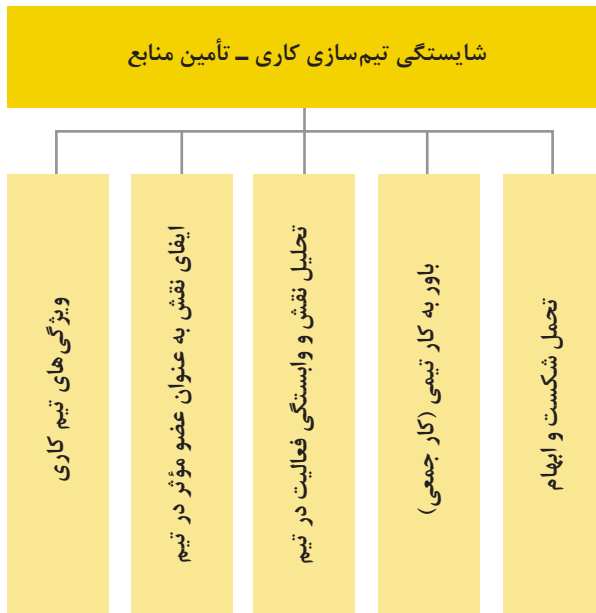 شایستگی تیم‌سازی کاری ــ تأمین منابع
تحمل شکست و ابهام
باور به کار تیمی (کار جمعی)
تحلیل نقش و وابستگی فعالیت در تیم
ایفای نقش به عنوان عضو مؤثر در تیم
ویژگی‌های تیم کاری